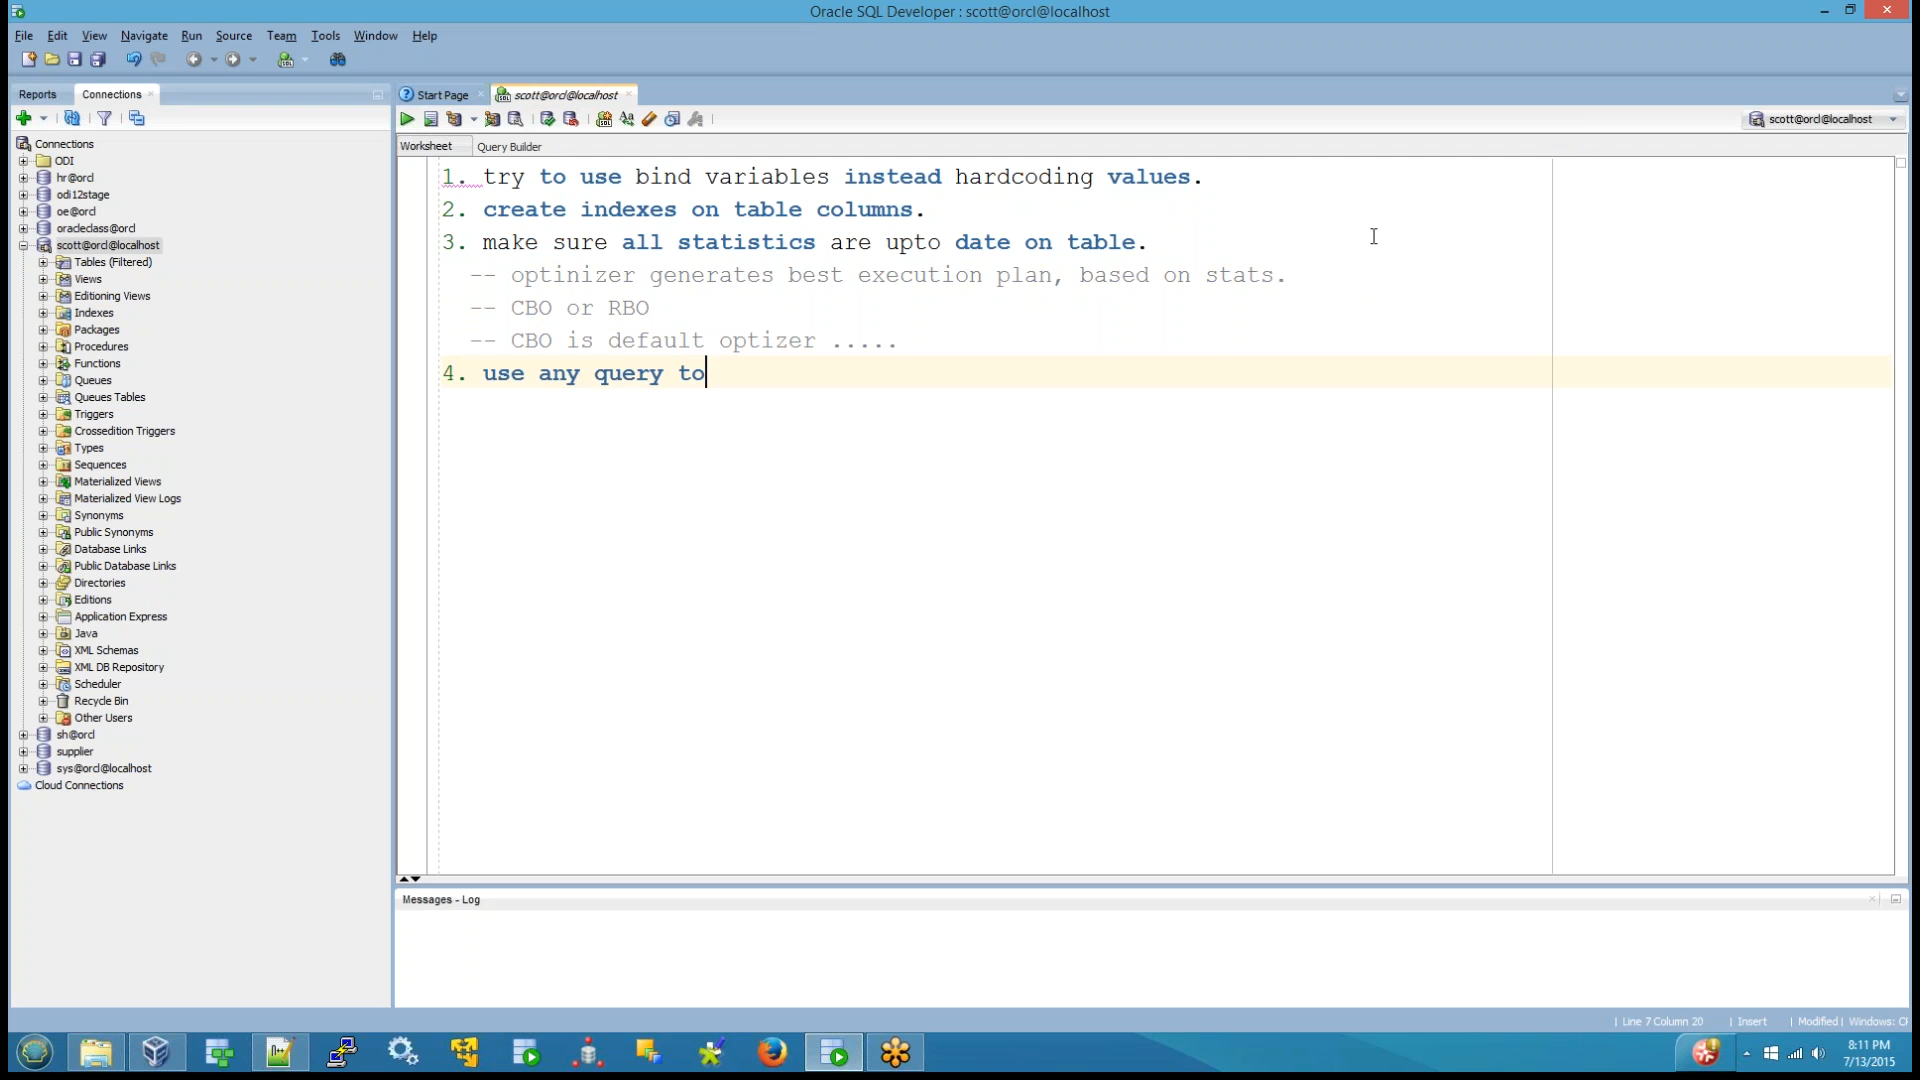 Oracle SQL Developer : scott@orcl@localhost
File Edit View Navigate Run Source Team Tools Window Help
Reports Connections
Start Page scott@orcl@localhost
scott@orcl@localhost
Worksheet Query Builder
Connections
ODI
hr@orcl
odi12stage
oe@orcl
oracleclass@orcl
scott@orcl@localhost
Tables (Filtered)
Views
Editioning Views
Indexes
Packages
Procedures
Functions
Queues
Queues Tables
Triggers
Crossedition Triggers
Types
Sequences
Materialized Views
Materialized View Logs
Synonyms
Public Synonyms
Database Links
Public Database Links
Directories
Editions
Application Express
Java
XML Schemas
XML DB Repository
Scheduler
Recycle Bin
Other Users
sh@orcl
supplier
sys@orcl@localhost
Cloud Connections
1. try to use bind variables instead hardcoding values.
2. create indexes on table columns.
3. make sure all statistics are upto date on table.
-- optinizer generates best execution plan, based on stats.
-- CBO or RBO
-- CBO is default optizer .....
4. use any query to
Messages - Log
Line 7 Column 20 | Insert | Modified | Windows: CR
8:11 PM
7/13/2015